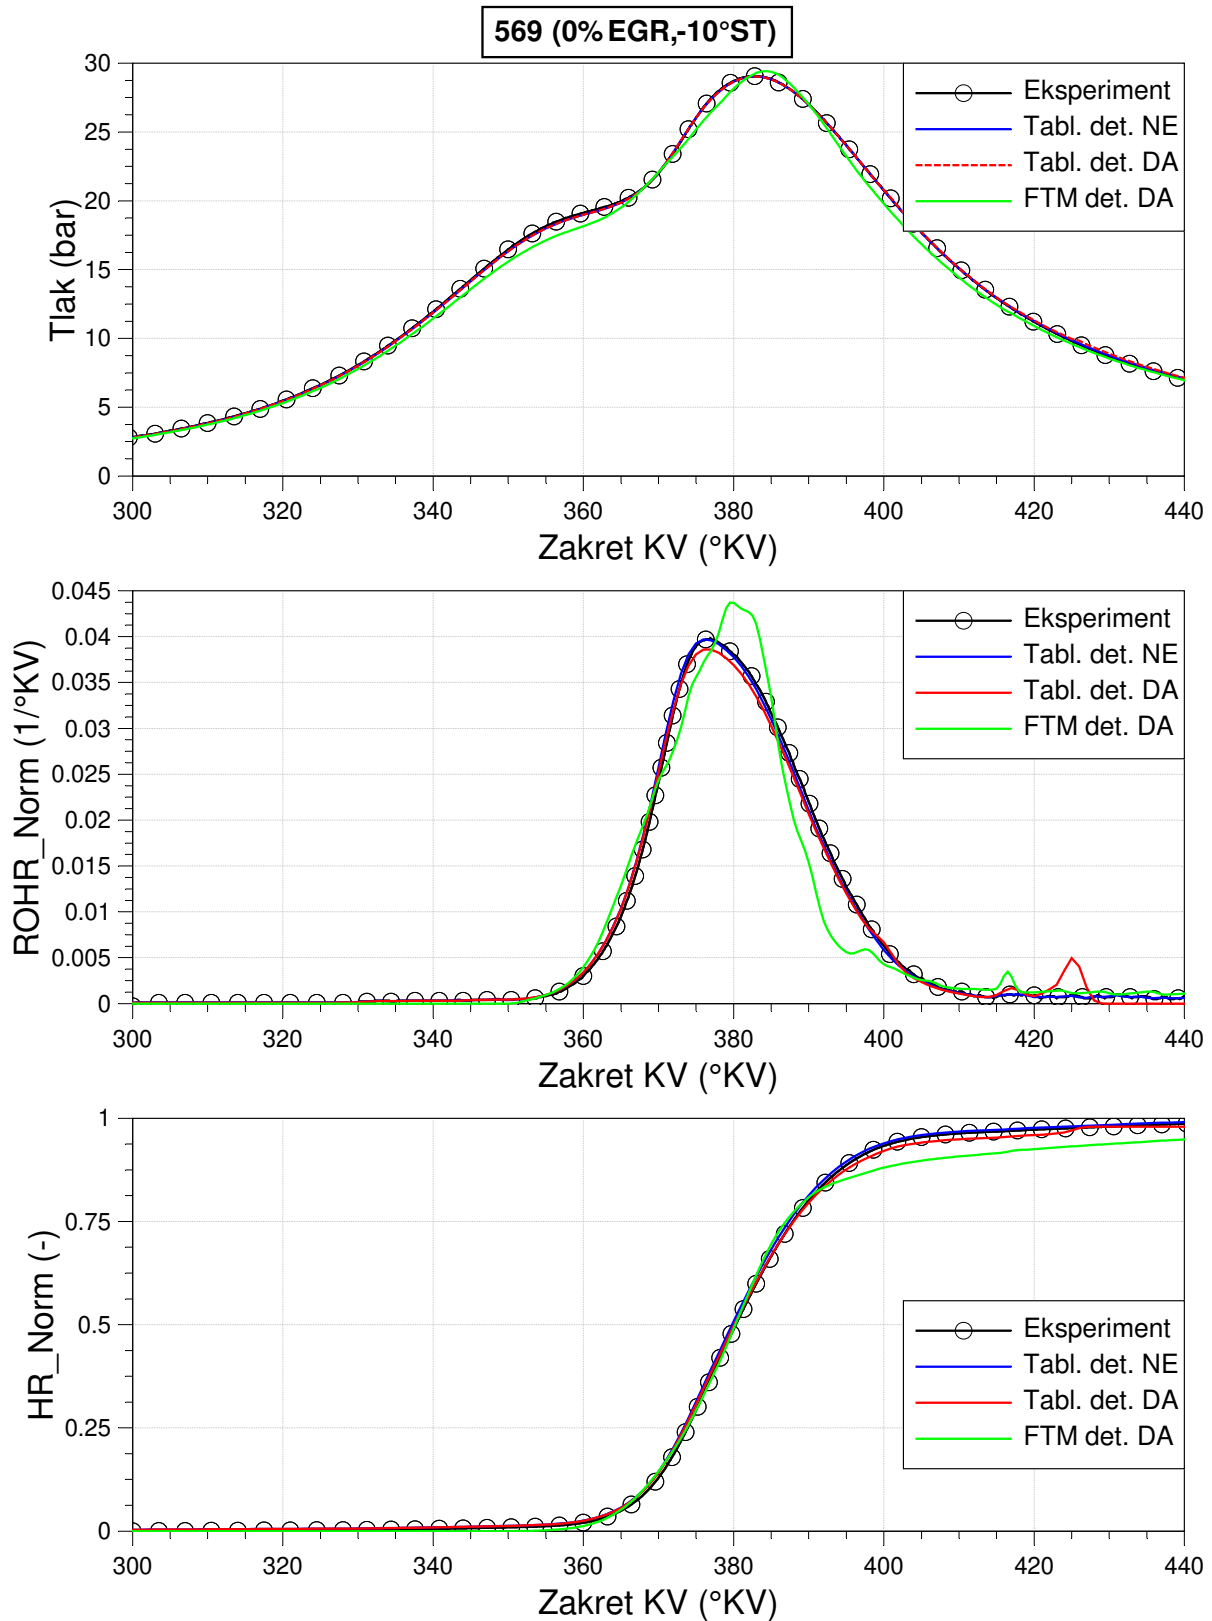 569 (0% EGR,-10°ST)
30
25
20
15
10
5
0
Tlak (bar)
Eksperiment
Tabl. det. NE
Tabl. det. DA
FTM det. DA
300 320 340 360 380 400 420 440
Zakret KV (°KV)
0.045
0.04
0.035
0.03
0.025
0.02
0.015
0.01
0.005
0
ROHR_Norm (1/°KV)
Eksperiment
Tabl. det. NE
Tabl. det. DA
FTM det. DA
300 320 340 360 380 400 420 440
Zakret KV (°KV)
1
0.75
0.5
0.25
0
HR_Norm (-)
Eksperiment
Tabl. det. NE
Tabl. det. DA
FTM det. DA
300 320 340 360 380 400 420 440
Zakret KV (°KV)